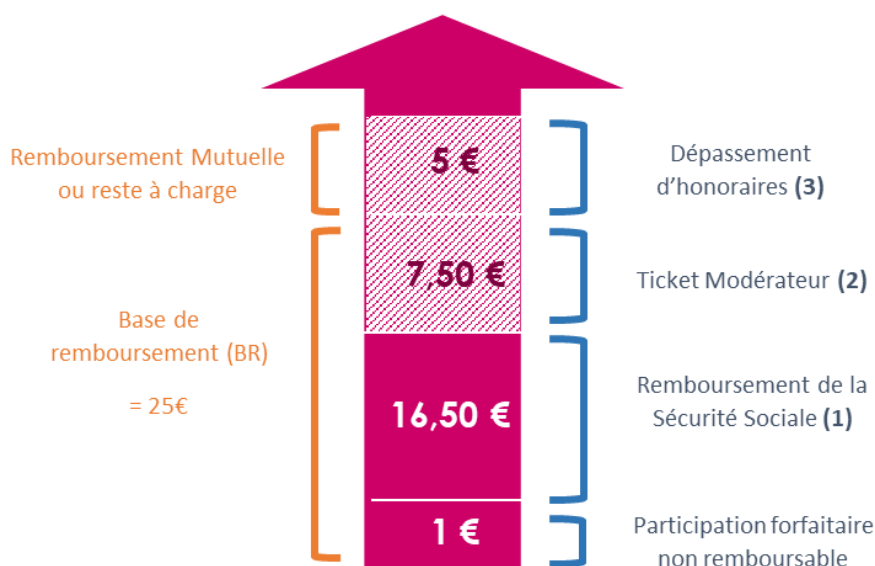 Remboursement Mutuelle
ou reste à charge
5 €
Dépassement
d'honoraires (3)
7,50 €
Ticket Modérateur (2)
Base de
remboursement (BR)
= 25€
16,50 €
Remboursement de la
Sécurité Sociale (1)
1 €
Participation forfaitaire
non remboursable